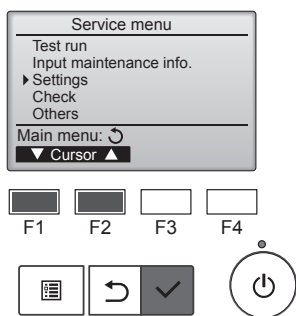 Service menu
Test run
Input maintenance info.
Settings
Check
Others
Main menu:
Cursor
F1 F2 F3 F4